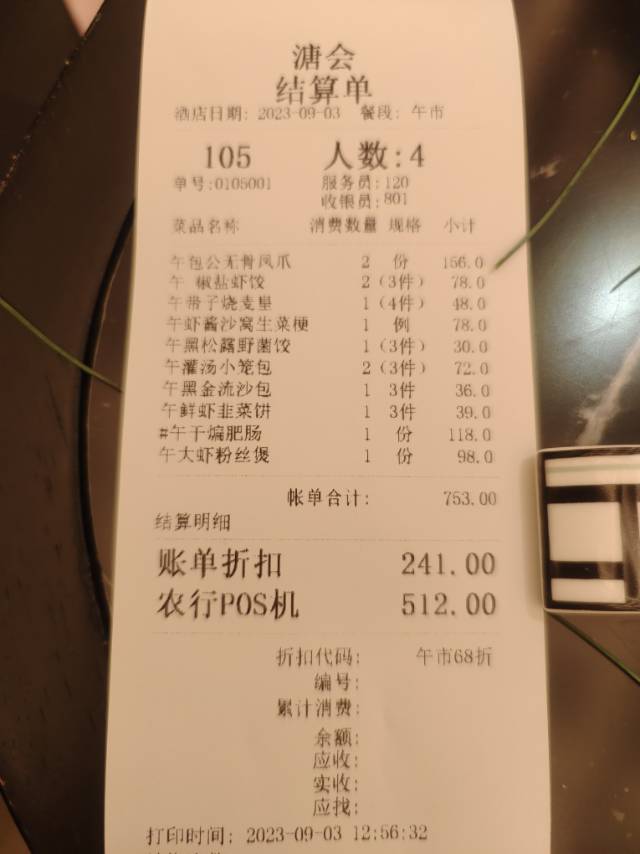 溏会
结算单
酒店日期: 2023-09-03 餐段: 午市
105 人数:4
单号:0105001 服务员:120
收银员:801
菜品名称 消费数量 规格 小计
午包公无骨凤爪 2 份 156.0
午 椒盐虾饺 2 (3件) 78.0
午带子烧麦皇 1 (4件) 48.0
午虾酱沙窝生菜梗 1 例 78.0
午黑松露野菌饺 1 (3件) 30.0
午灌汤小笼包 2 (3件) 72.0
午黑金流沙包 1 3件 36.0
午鲜虾韭菜饼 1 3件 39.0
#午干煸肥肠 1 份 118.0
午大虾粉丝煲 1 份 98.0
帐单合计: 753.00
结算明细
账单折扣 241.00
农行POS机 512.00
折扣代码: 午市68折
编号:
累计消费:
余额:
应收:
实收:
应找:
打印时间: 2023-09-03 12:56:32